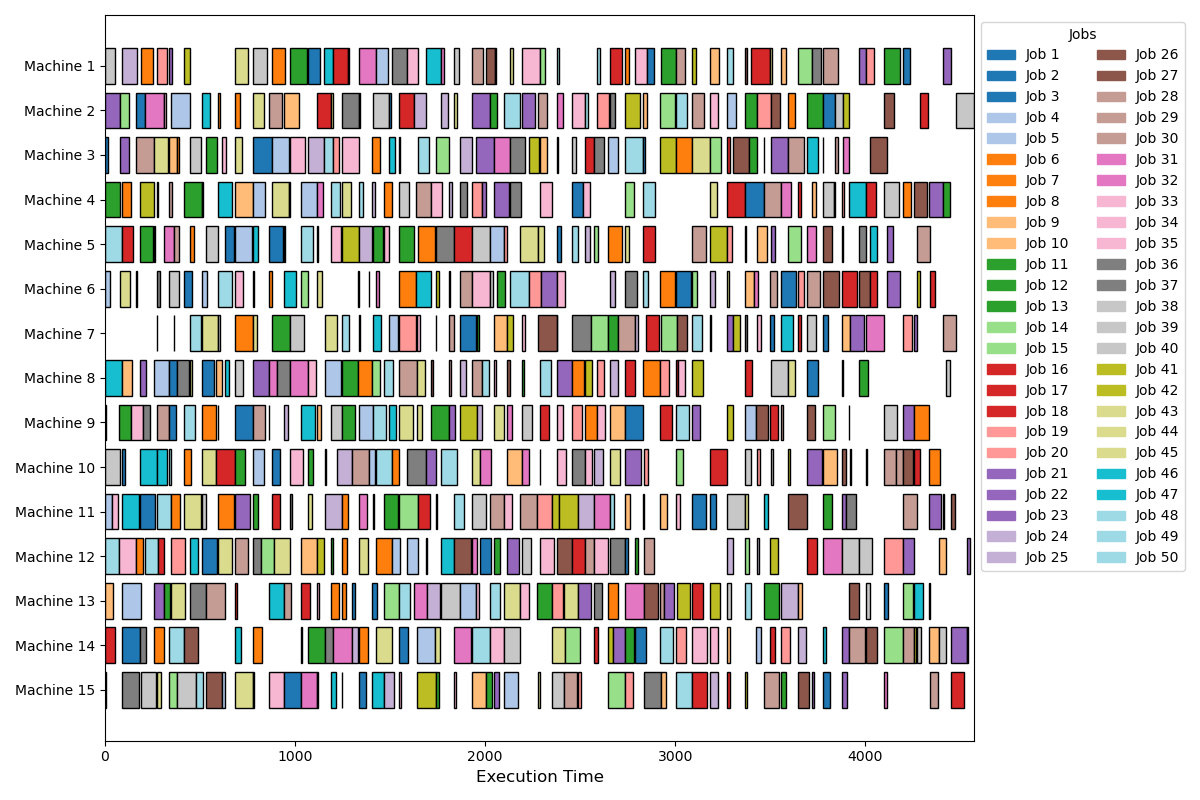 Machine 1
Machine 2
Machine 3
Machine 4
Machine 5
Machine 6
Machine 7
Machine 8
Machine 9
Machine 10
Machine 11
Machine 12
Machine 13
Machine 14
Machine 15
0 1000 2000 3000 4000
Execution Time
Jobs
Job 1
Job 2
Job 3
Job 4
Job 5
Job 6
Job 7
Job 8
Job 9
Job 10
Job 11
Job 12
Job 13
Job 14
Job 15
Job 16
Job 17
Job 18
Job 19
Job 20
Job 21
Job 22
Job 23
Job 24
Job 25
Job 26
Job 27
Job 28
Job 29
Job 30
Job 31
Job 32
Job 33
Job 34
Job 35
Job 36
Job 37
Job 38
Job 39
Job 40
Job 41
Job 42
Job 43
Job 44
Job 45
Job 46
Job 47
Job 48
Job 49
Job 50